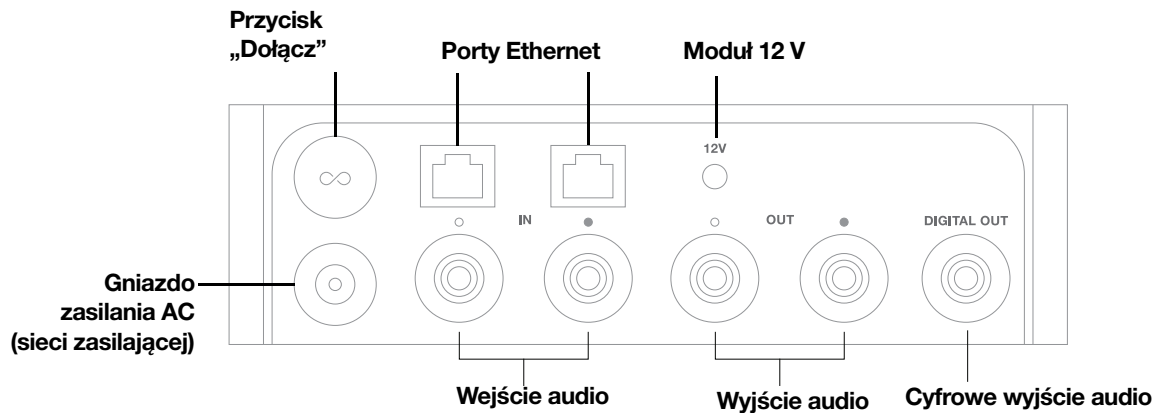 Przycisk
„Dołącz”
Porty Ethernet
Moduł 12 V
12V
IN
OUT
DIGITAL OUT
Gniazdo
zasilania AC
(sieci zasilającej)
Wejście audio
Wyjście audio
Cyfrowe wyjście audio